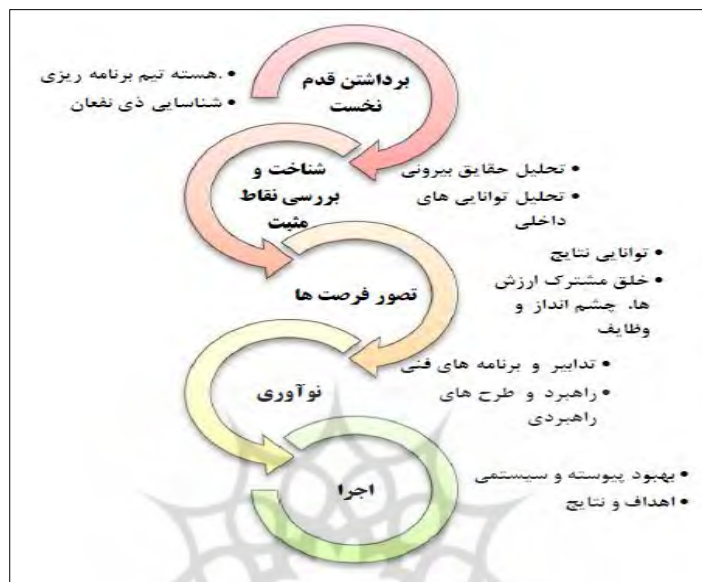 برداشتن قدم
نخست
• هسته تیم برنامه ریزی.
• شناسایی ذی نفعان
شناخت و
بررسی نقاط
مثبت
• تحلیل حقایق بیرونی
• تحلیل توانایی های
داخلی
تصور فرصت ها
• توانایی نتایج
• خلق مشترک ارزش
ها، چشم انداز و
وظایف
نوآوری
• تدابیر و برنامه های فنی
• راهبرد و طرح های
راهبردی
اجرا
• بهبود پیوسته و سیستمی
• اهداف و نتایج